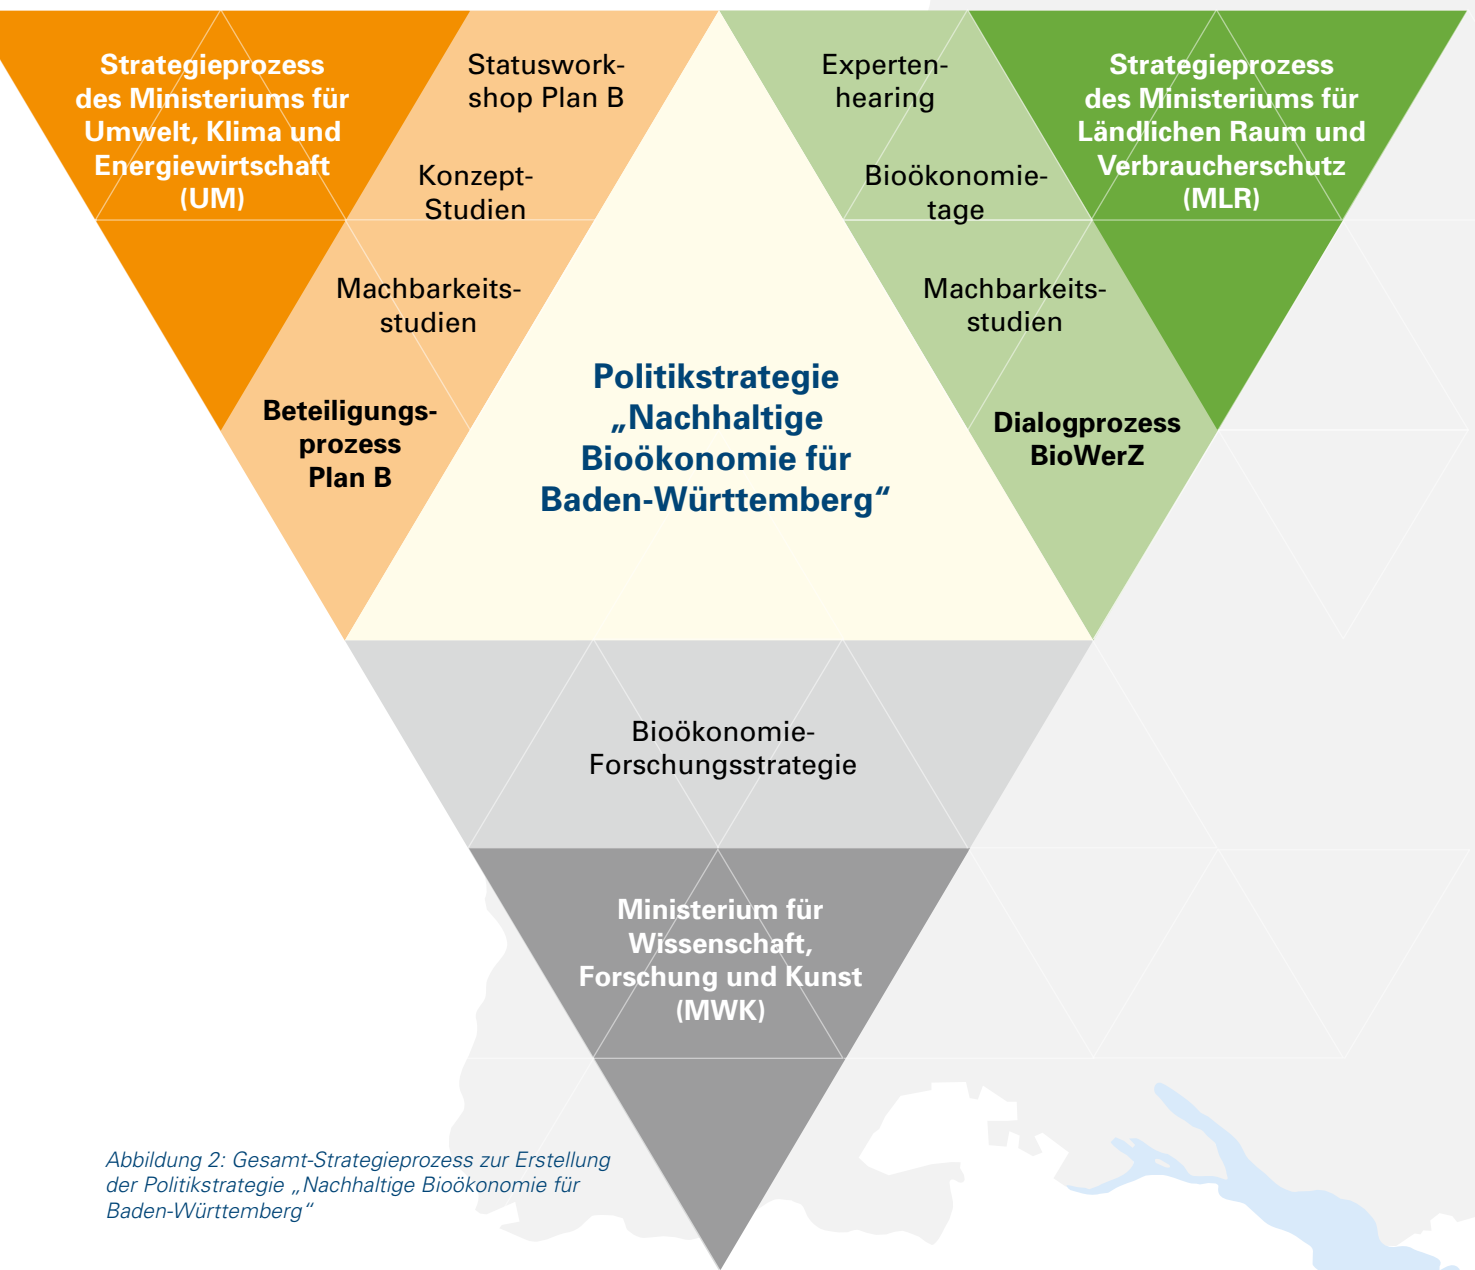 Strategieprozess
des Ministeriums für
Umwelt, Klima und
Energiewirtschaft
(UM)
Statuswork-
shop Plan B
Konzept-
Studien
Machbarkeits-
studien
Beteiligungs-
prozess
Plan B
Politikstrategie
„Nachhaltige
Bioökonomie für
Baden-Württemberg“
Experten-
hearing
Bioökonomie-
tage
Machbarkeits-
studien
Dialogprozess
BioWerZ
Strategieprozess
des Ministeriums für
Ländlichen Raum und
Verbraucherschutz
(MLR)
Bioökonomie-
Forschungsstrategie
Ministerium für
Wissenschaft,
Forschung und Kunst
(MWK)
Abbildung 2: Gesamt-Strategieprozess zur Erstellung
der Politikstrategie „Nachhaltige Bioökonomie für
Baden-Württemberg“